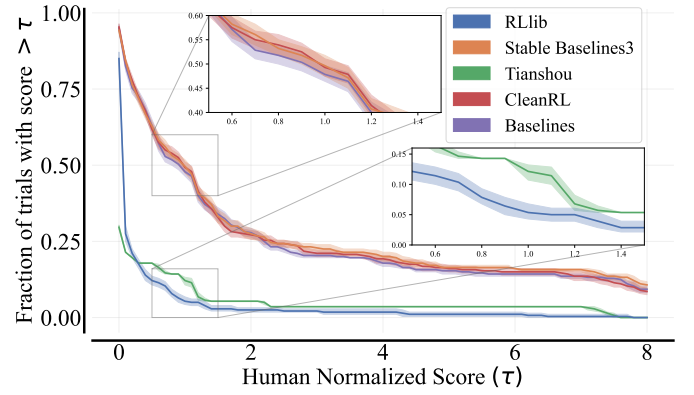 1.00
0.75
0.50
0.25
0.00
Fraction of trials with score > τ
0.60
0.55
0.50
0.45
0.40
0.6 0.8 1.0 1.2 1.4
RLlib
Stable Baselines3
Tianshou
CleanRL
Baselines
0.15
0.10
0.05
0.00
0.6 0.8 1.0 1.2 1.4
0 2 4 6 8
Human Normalized Score (τ)